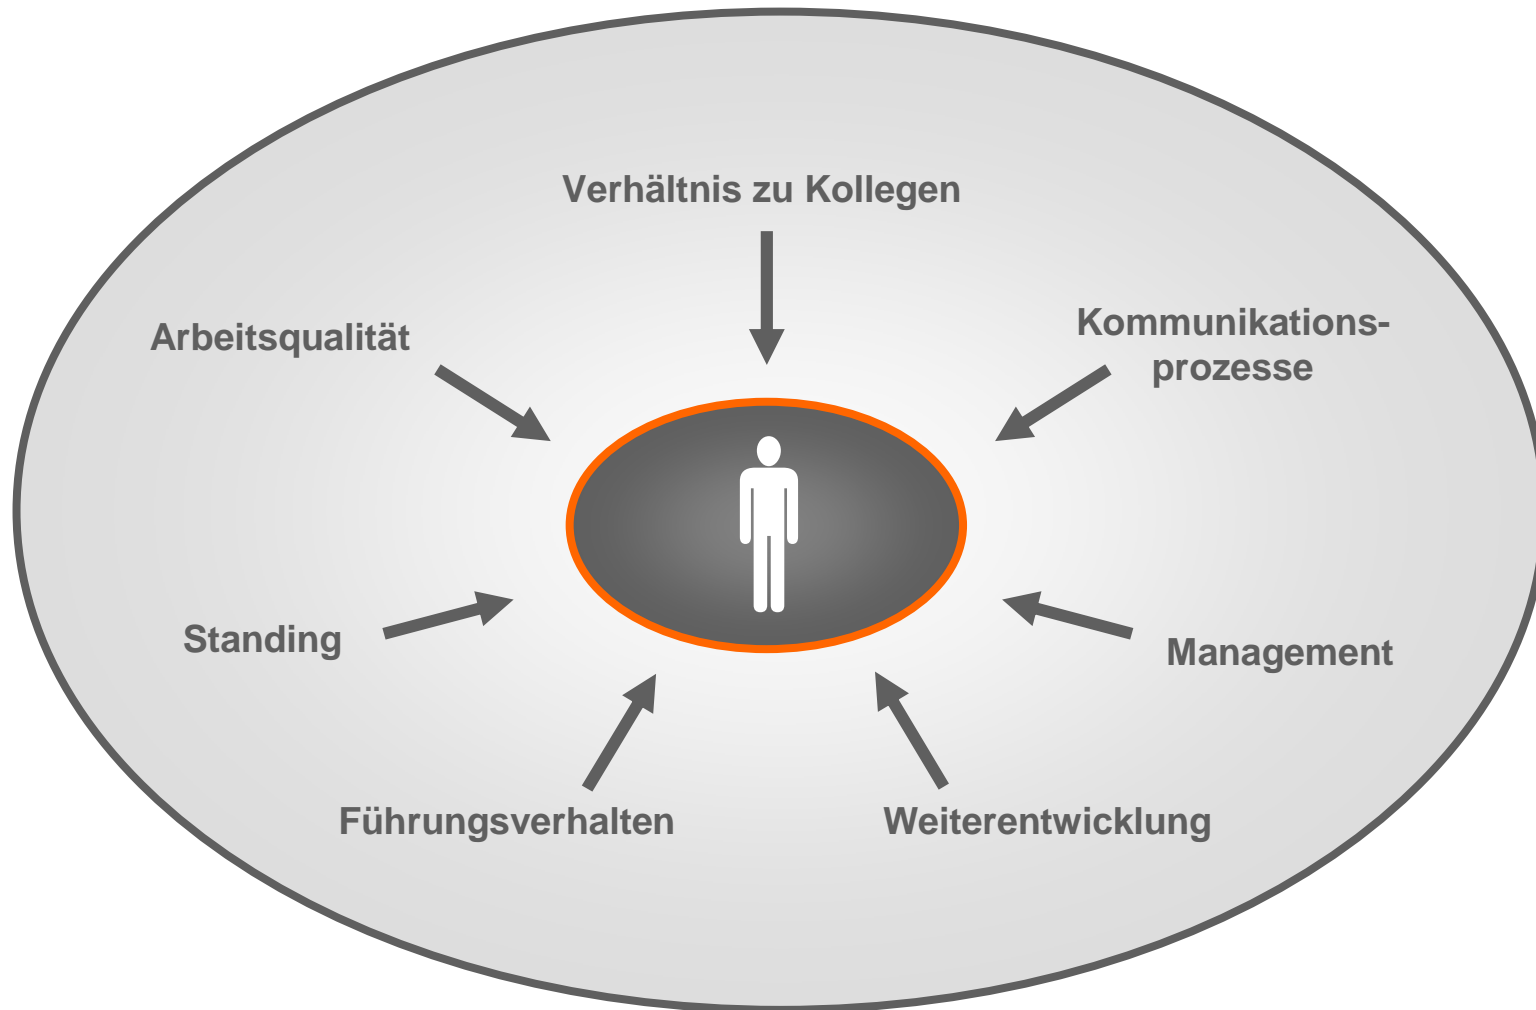 Verhältnis zu Kollegen
Kommunikations-
prozesse
Arbeitsqualität
Standing
Management
Führungsverhalten
Weiterentwicklung